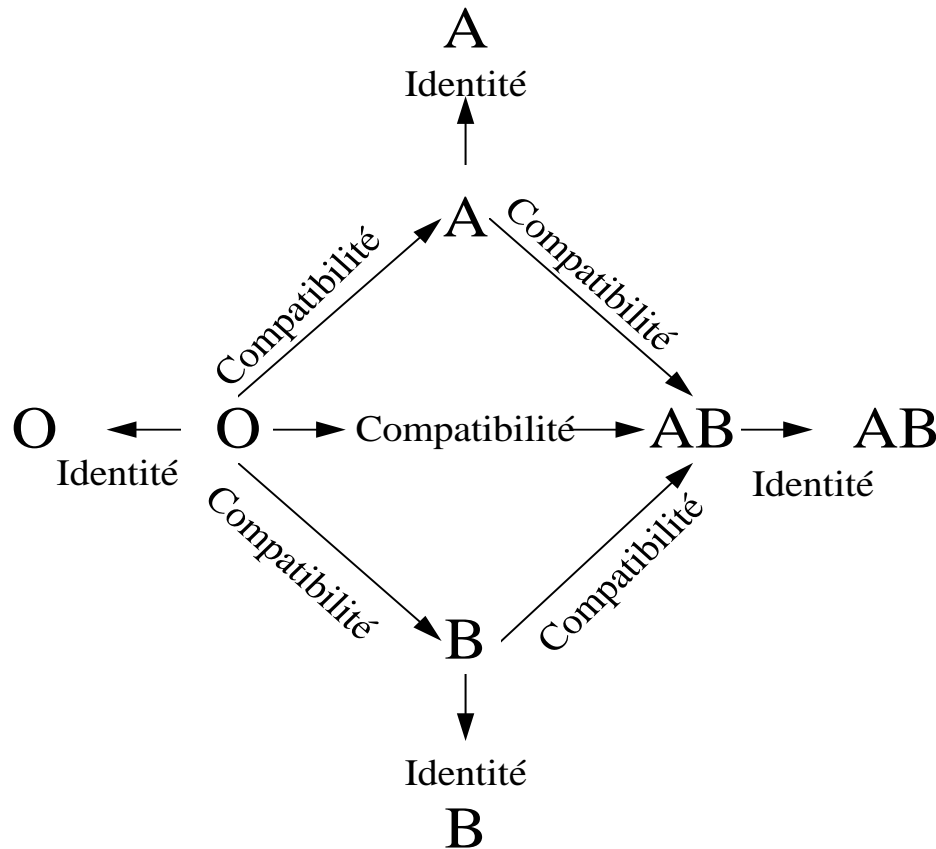 A
Identité
A
Compatibilité
Compatibilité
O
O
Compatibilité
AB
AB
Identité
Identité
Compatibilité
Compatibilité
B
Identité
B